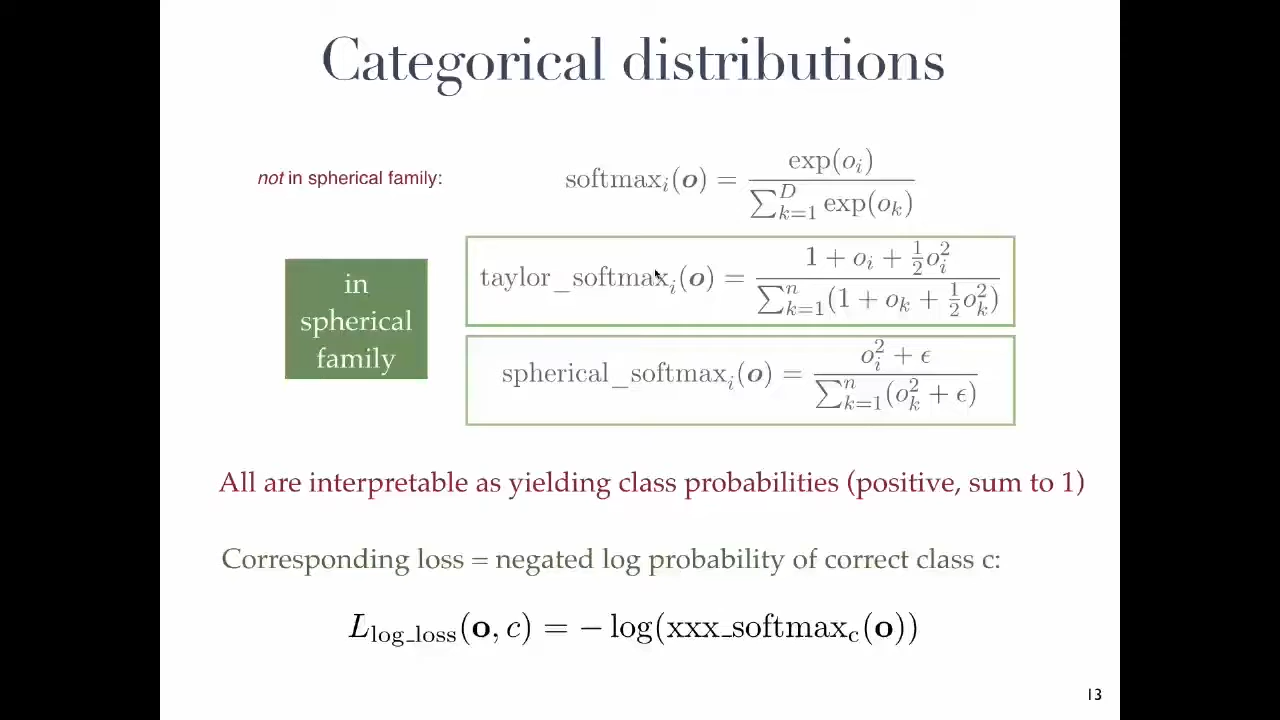 Categorical distributions
not in spherical family:
softmax_i(o) = exp(o_i) / ∑_{k=1}^{D} exp(o_k)
in
spherical
family
taylor_softmax_i(o) = 1 + o_i + ½o_i² / ∑_{k=1}^{n}(1 + o_k + ½o_k²)
spherical_softmax_i(o) = o_i² + ϵ / ∑_{k=1}^{n}(o_k² + ϵ)
All are interpretable as yielding class probabilities (positive, sum to 1)
Corresponding loss = negated log probability of correct class c:
L_{log_loss}(o, c) = − log(xxx_softmax_c(o))
13